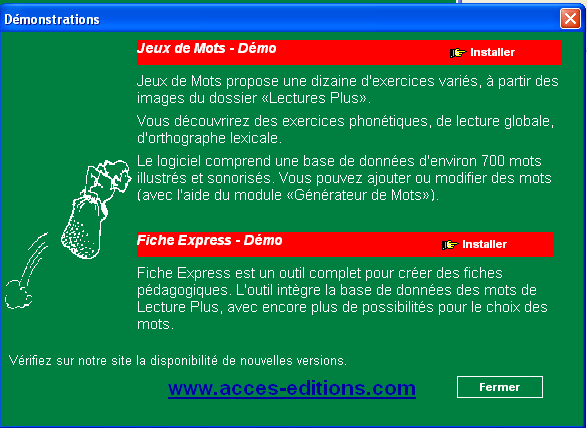 Démonstrations
Jeux de Mots - Démo
Installer
Jeux de Mots propose une dizaine d'exercices variés, à partir des
images du dossier «Lectures Plus».
Vous découvrirez des exercices phonétiques, de lecture globale,
d'orthographe lexicale.
Le logiciel comprend une base de données d'environ 700 mots
illustrés et sonorisés. Vous pouvez ajouter ou modifier des mots
(avec l'aide du module «Générateur de Mots»).
Fiche Express - Démo
Installer
Fiche Express est un outil complet pour créer des fiches
pédagogiques. L'outil intègre la base de données des mots de
Lecture Plus, avec encore plus de possibilités pour le choix des
mots.
Vérifiez sur notre site la disponibilité de nouvelles versions.
www.acces-editions.com
Fermer